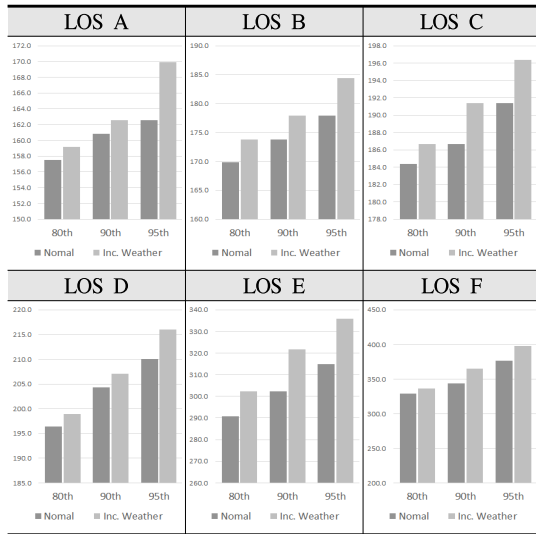 LOS A LOS B LOS C
172.0 190.0 198.0
170.0 196.0
168.0 185.0 194.0
166.0 192.0
164.0 180.0 190.0
162.0 175.0 188.0
160.0 186.0
158.0 170.0 184.0
156.0
154.0 165.0 182.0
152.0 180.0
150.0 160.0 178.0
80th 90th 95th 80th 90th 95th 80th 90th 95th
Nomal Inc. Weather Nomal Inc. Weather Nomal Inc. Weather
LOS D LOS E LOS F
220.0 340.0 450.0
215.0 330.0 400.0
210.0 320.0
205.0 310.0 350.0
200.0 300.0 300.0
195.0 290.0
190.0 280.0 250.0
270.0
185.0 260.0 200.0
80th 90th 95th 80th 90th 95th 80th 90th 95th
Nomal Inc. Weather Nomal Inc. Weather Nomal Inc. Weather